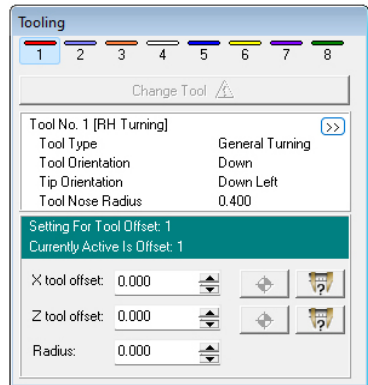 Tooling
1 2 3 4 5 6 7 8
Change Tool
Tool No. 1 [RH Turning] >>
Tool Type General Turning
Tool Orientation Down
Tip Orientation Down Left
Tool Nose Radius 0.400
Setting For Tool Offset: 1
Currently Active Is Offset: 1
X tool offset: 0.000 ?
Z tool offset: 0.000 ?
Radius: 0.000